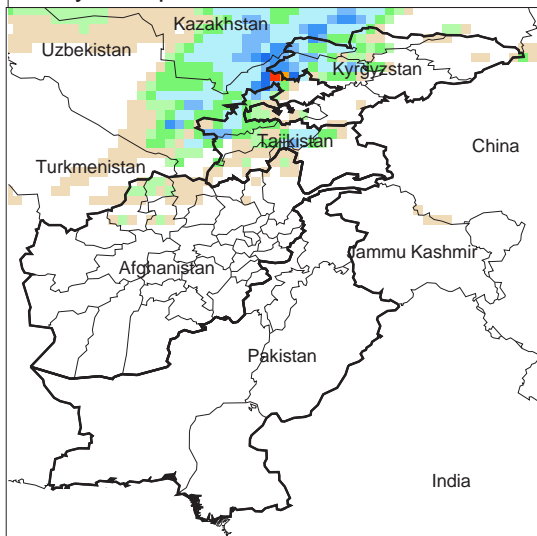 Kazakhstan
Uzbekistan
Kyrgyzstan
Tajikistan
China
Turkmenistan
Jammu Kashmir
Afghanistan
Pakistan
India